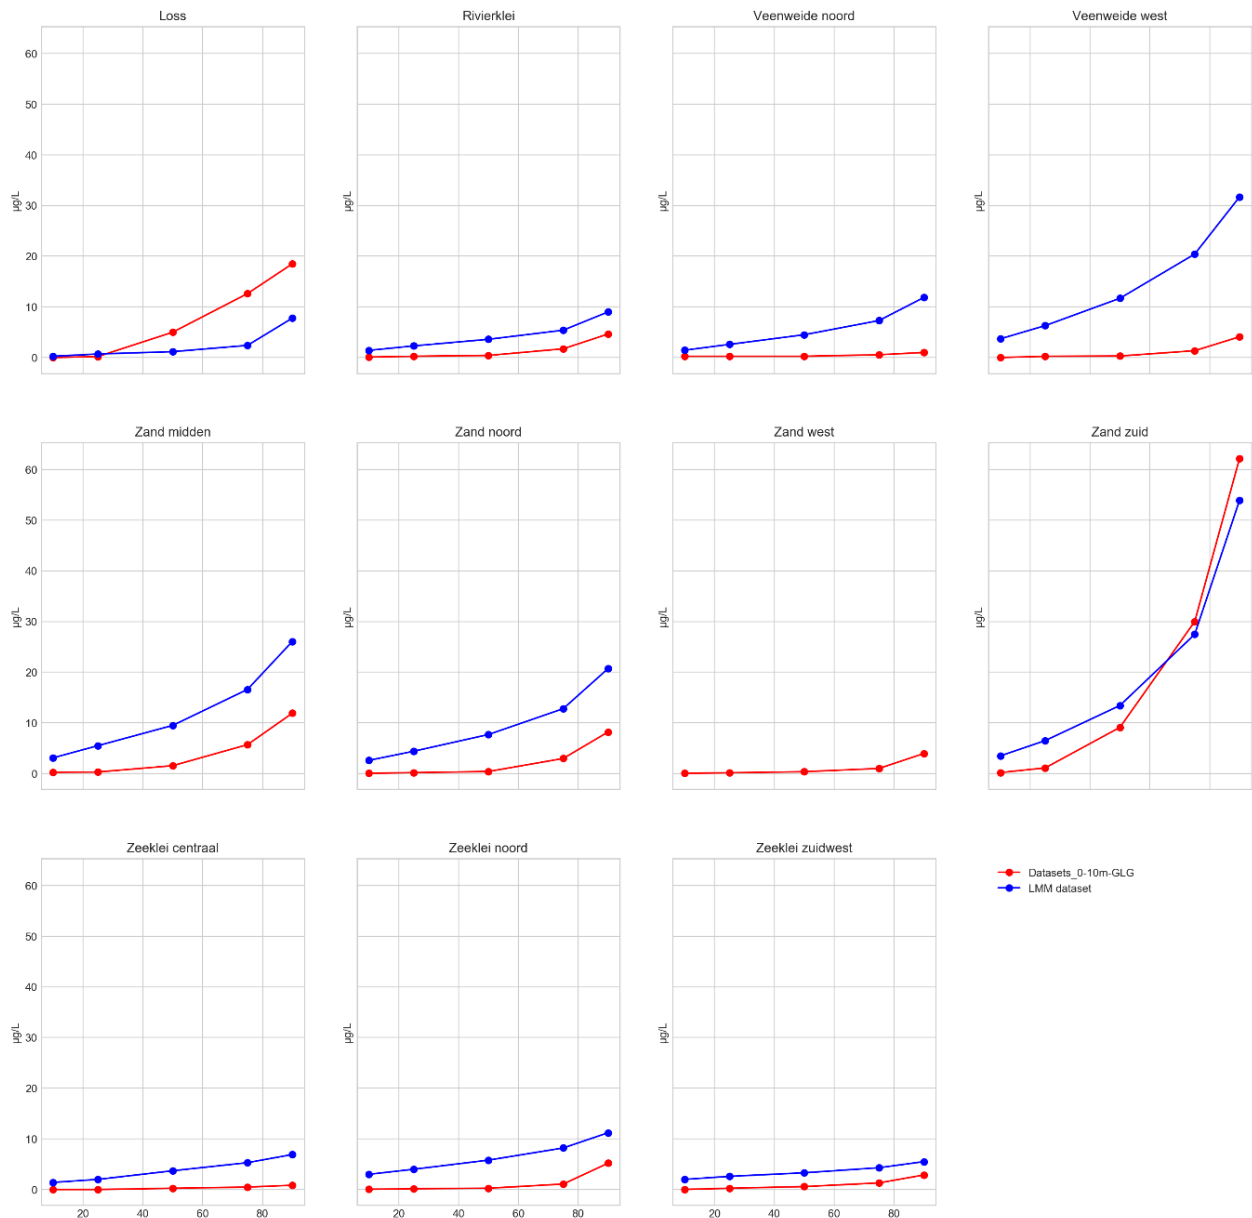 Loss
Rivierklei
Veenweide noord
Veenweide west
60
50
40
30
20
10
0
µg/L
µg/L
µg/L
µg/L
Zand midden
Zand noord
Zand west
Zand zuid
60
50
40
30
20
10
0
µg/L
µg/L
µg/L
µg/L
Zeeklei centraal
Zeeklei noord
Zeeklei zuidwest
60
50
40
30
20
10
0
µg/L
µg/L
µg/L
20 40 60 80
20 40 60 80
20 40 60 80
Datasets_0-10m-GLG
LMM dataset